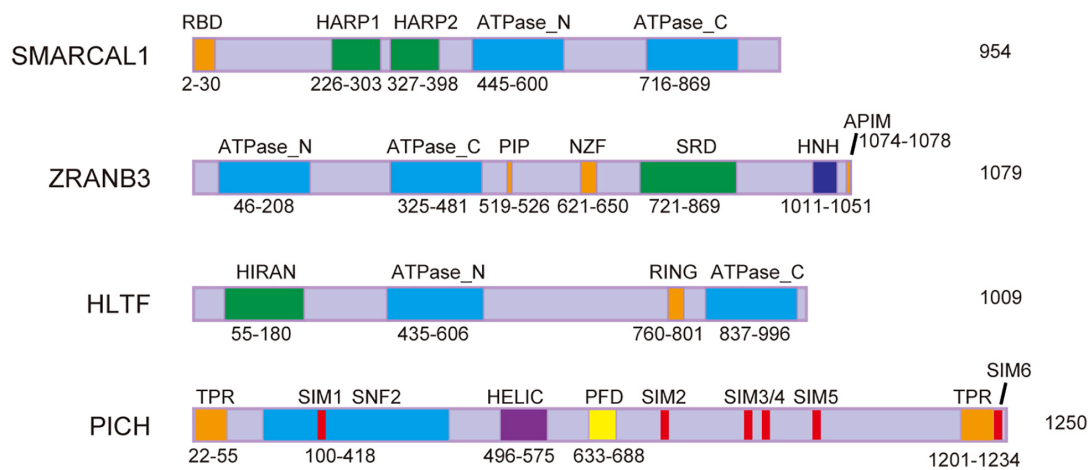 RBD HARP1 HARP2 ATPase_N ATPase_C
SMARCAL1 954
2-30 226-303 327-398 445-600 716-869
APIM
ATPase_N ATPase_C PIP NZF SRD HNH 1074-1078
ZRANB3 1079
46-208 325-481 519-526 621-650 721-869 1011-1051
HIRAN ATPase_N RING ATPase_C
HLTF 1009
55-180 435-606 760-801 837-996
SIM6
TPR SIM1 SNF2 HELIC PFD SIM2 SIM3/4 SIM5 TPR
PICH 1250
22-55 100-418 496-575 633-688 1201-1234